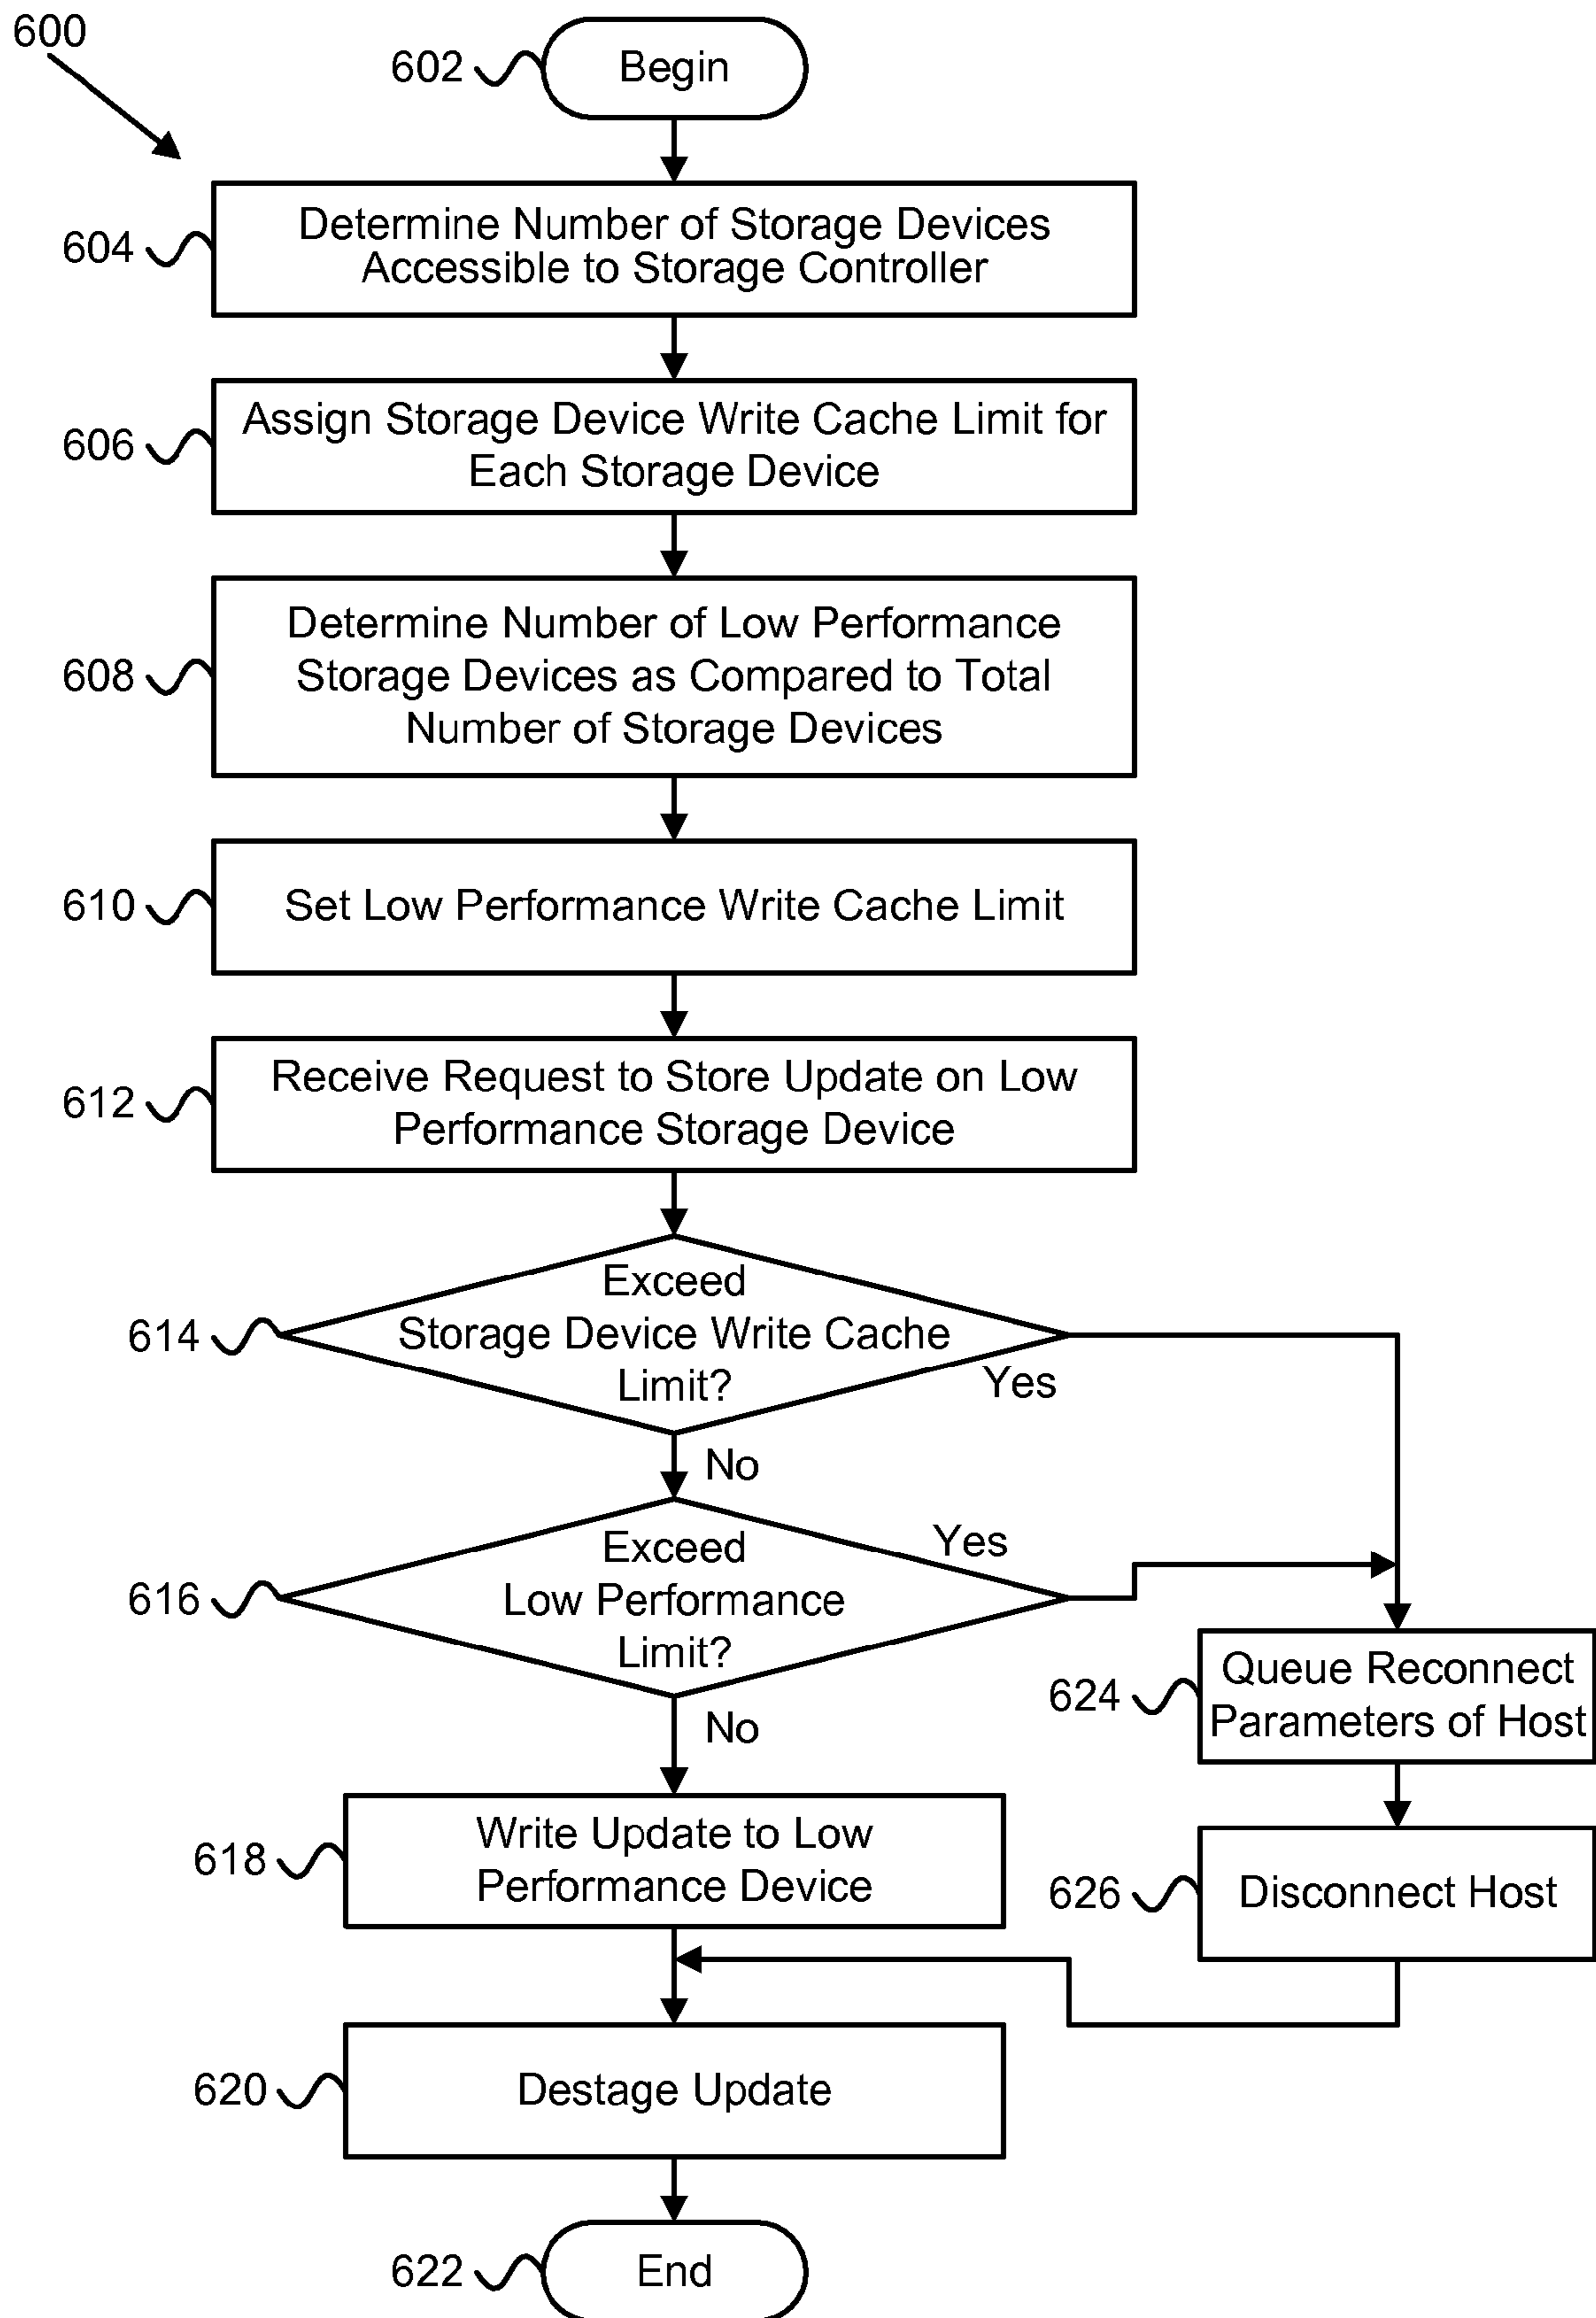 600
602
Begin
604
Determine Number of Storage Devices
Accessible to Storage Controller
606
Assign Storage Device Write Cache Limit for
Each Storage Device
608
Determine Number of Low Performance
Storage Devices as Compared to Total
Number of Storage Devices
610
Set Low Performance Write Cache Limit
612
Receive Request to Store Update on Low
Performance Storage Device
614
Exceed
Storage Device Write Cache
Limit?
Yes
No
616
Exceed
Low Performance
Limit?
Yes
No
624
Queue Reconnect
Parameters of Host
618
Write Update to Low
Performance Device
626
Disconnect Host
620
Destage Update
622
End